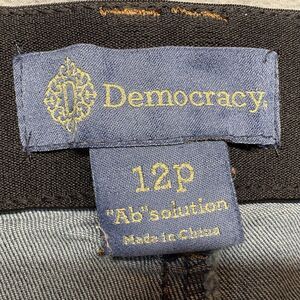 Democracy.
12P
"Ab"solution
Made in China